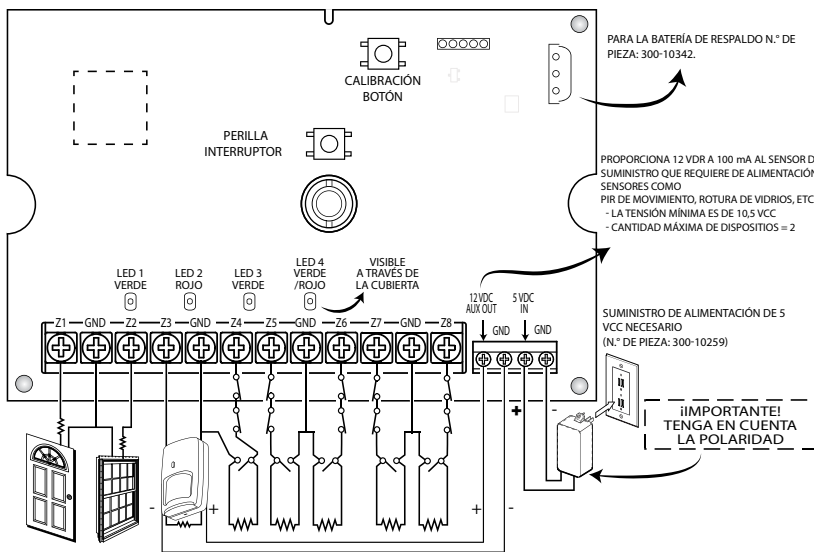 PARA LA BATERÍA DE RESPALDO N.° DE
PIEZA: 300-10342.
CALIBRACIÓN
BOTÓN
PERILLA
INTERRUPTOR
PROPORCIONA 12 VDR A 100 mA AL SENSOR D
SUMINISTRO QUE REQUIERE DE ALIMENTACIÓN
SENSORES COMO
PIR DE MOVIMIENTO, ROTURA DE VIDRIOS, ETC
- LA TENSIÓN MÍNIMA ES DE 10,5 VCC
- CANTIDAD MÁXIMA DE DISPOSITIOS = 2
LED 1
VERDE
LED 2
ROJO
LED 3
VERDE
LED 4
VERDE
/ROJO
VISIBLE
A TRAVÉS DE
LA CUBIERTA
12 VDC
AUX OUT
5 VDC
IN
GND
GND
Z1
GND
Z2
Z3
GND
Z4
Z5
GND
Z6
Z7
GND
Z8
SUMINISTRO DE ALIMENTACIÓN DE 5
VCC NECESARIO
(N.° DE PIEZA: 300-10259)
+
-
¡IMPORTANTE!
TENGA EN CUENTA
LA POLARIDAD
-
+
+
-